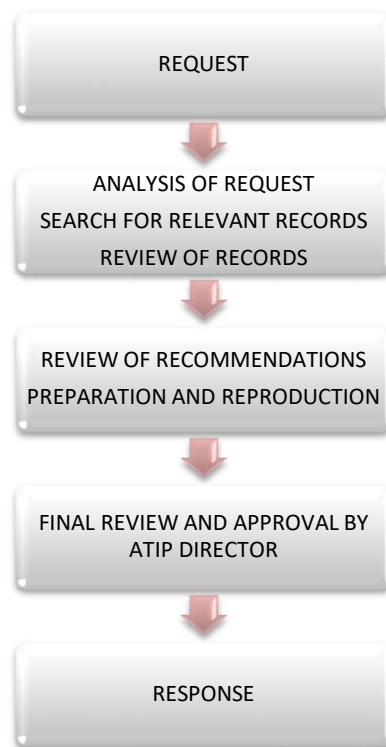 REQUEST
ANALYSIS OF REQUEST
SEARCH FOR RELEVANT RECORDS
REVIEW OF RECORDS
REVIEW OF RECOMMENDATIONS
PREPARATION AND REPRODUCTION
FINAL REVIEW AND APPROVAL BY
ATIP DIRECTOR
RESPONSE